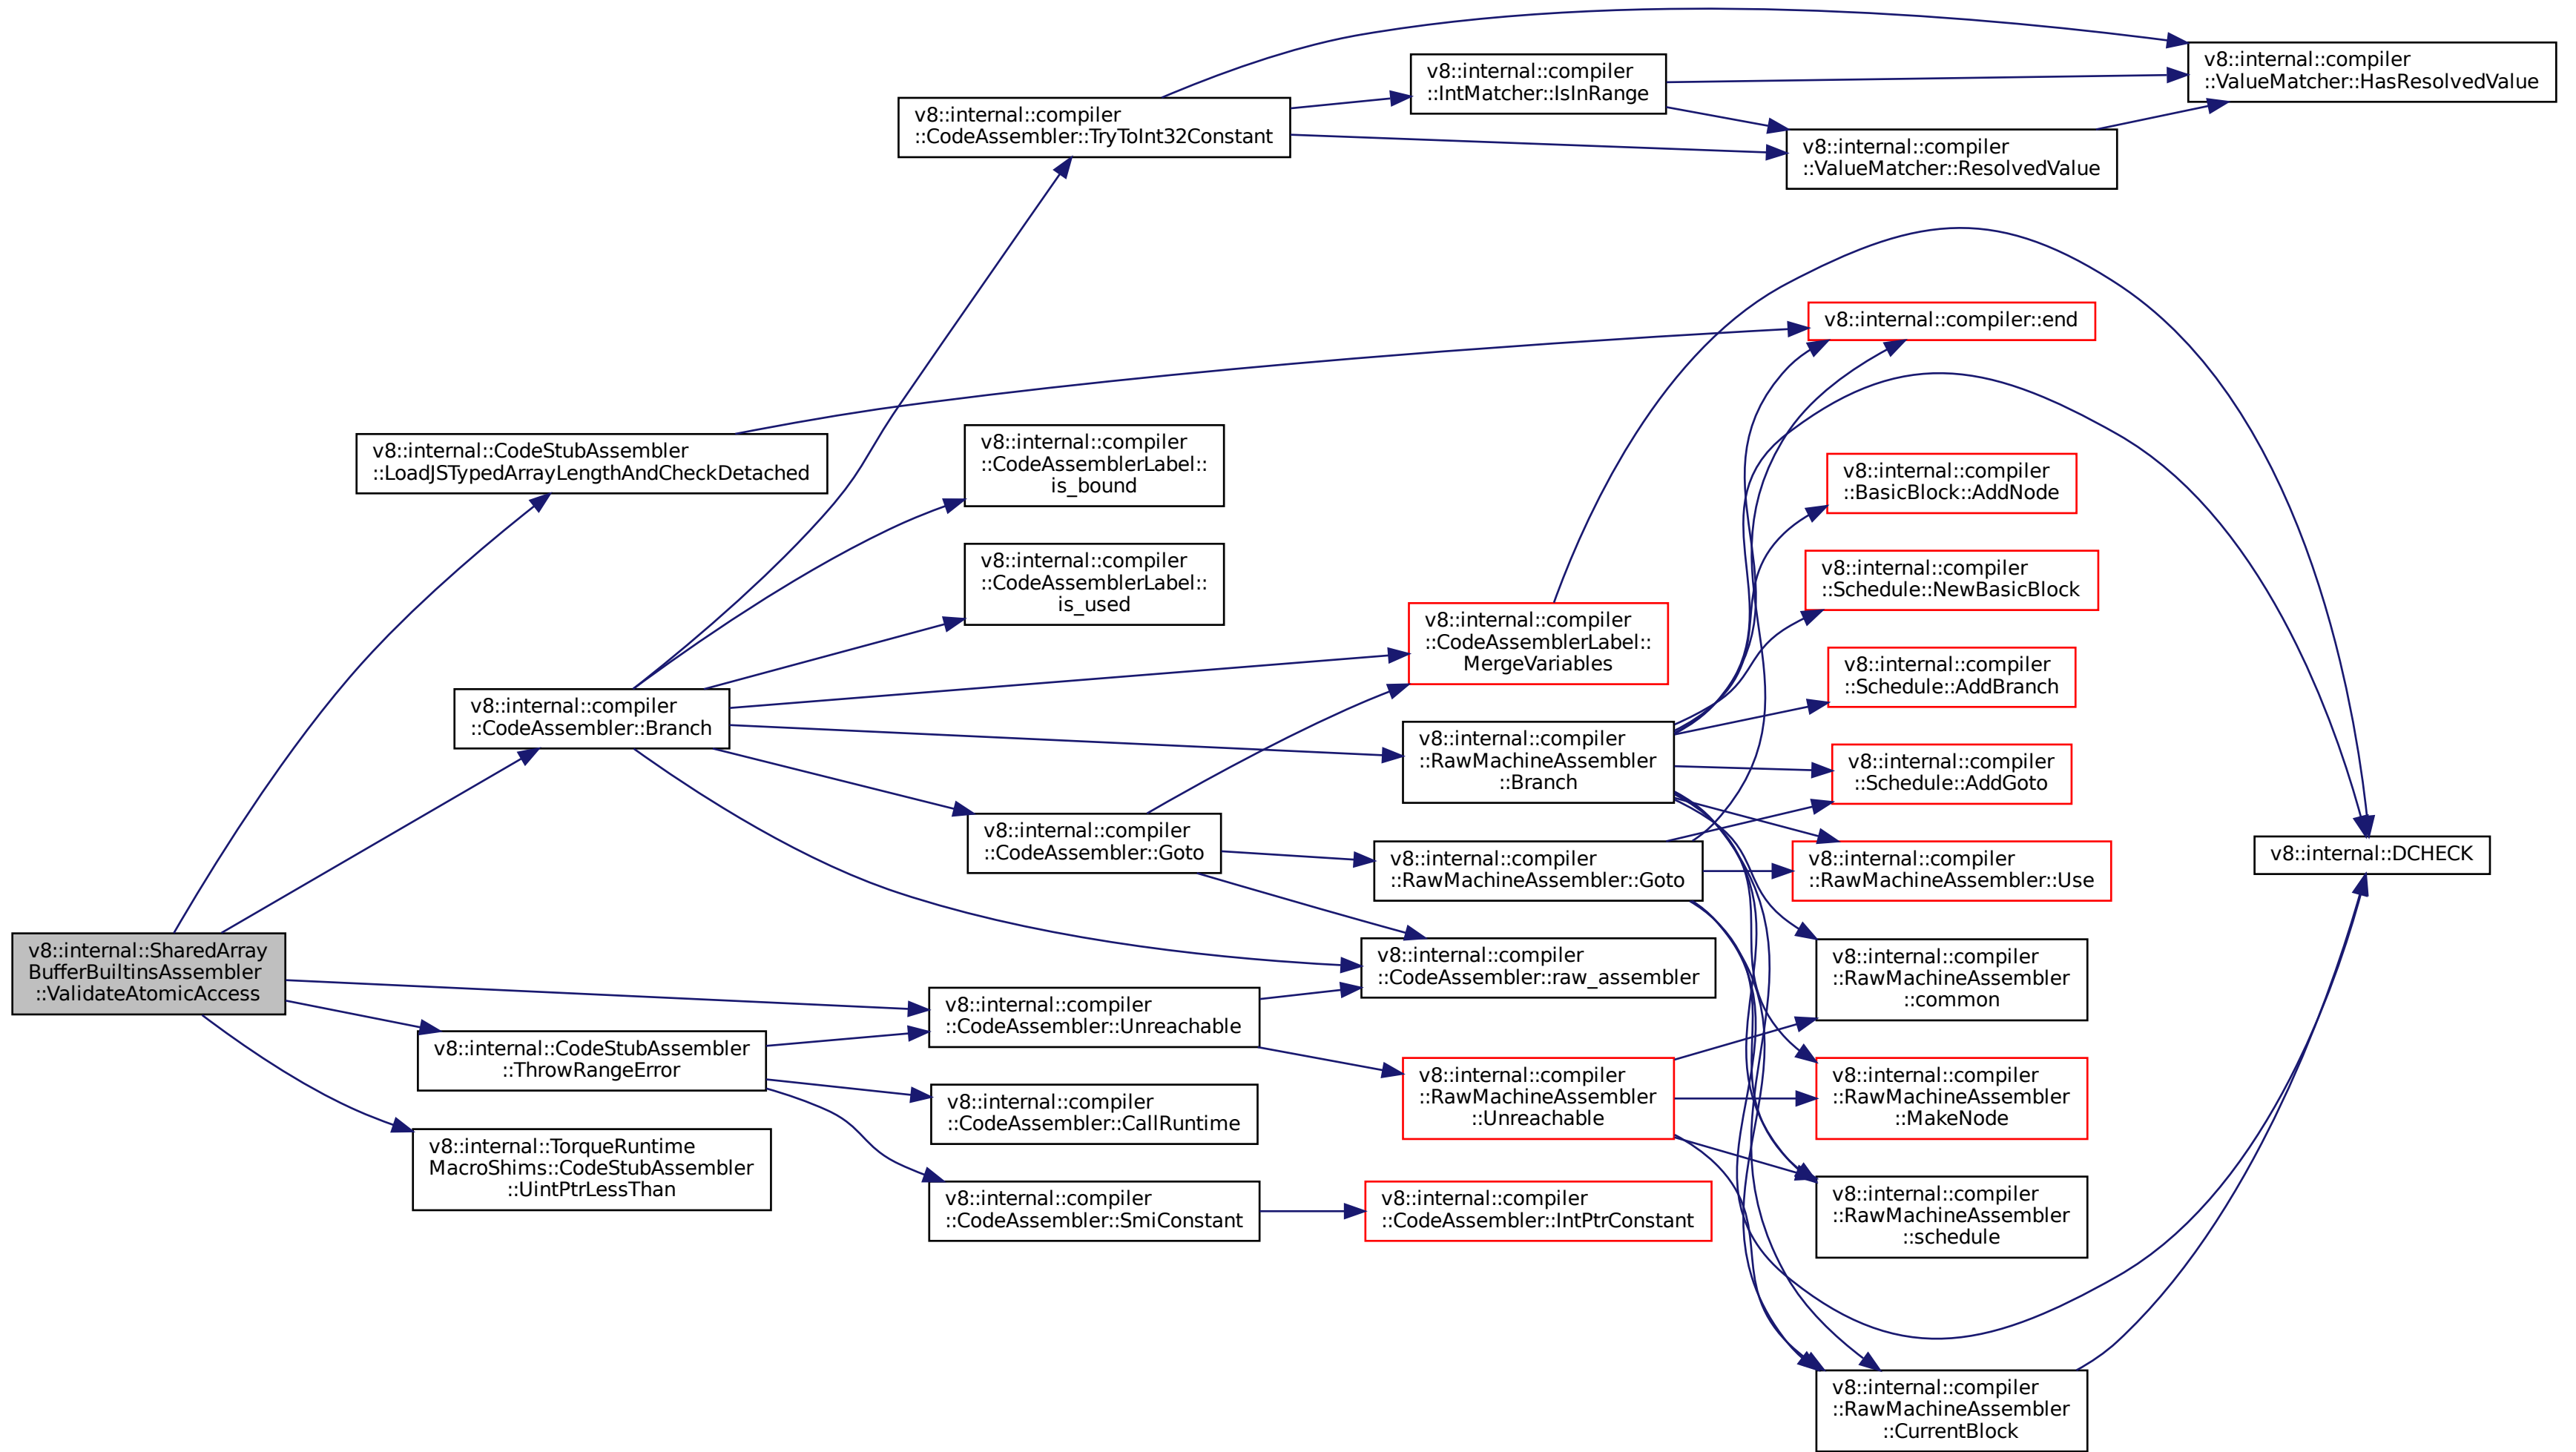 v8::internal::SharedArray
BufferBuiltinsAssembler
::ValidateAtomicAccess
v8::internal::CodeStubAssembler
::LoadJSTypedArrayLengthAndCheckDetached
v8::internal::compiler
::CodeAssembler::Branch
v8::internal::CodeStubAssembler
::ThrowRangeError
v8::internal::TorqueRuntime
MacroShims::CodeStubAssembler
::UintPtrLessThan
v8::internal::compiler
::CodeAssembler::TryToInt32Constant
v8::internal::compiler
::CodeAssemblerLabel::
is_bound
v8::internal::compiler
::CodeAssemblerLabel::
is_used
v8::internal::compiler
::CodeAssembler::Goto
v8::internal::compiler
::CodeAssembler::Unreachable
v8::internal::compiler
::CodeAssembler::CallRuntime
v8::internal::compiler
::CodeAssembler::SmiConstant
v8::internal::compiler
::IntMatcher::IsInRange
v8::internal::compiler
::CodeAssemblerLabel::
MergeVariables
v8::internal::compiler
::RawMachineAssembler
::Branch
v8::internal::compiler
::RawMachineAssembler::Goto
v8::internal::compiler
::CodeAssembler::raw_assembler
v8::internal::compiler
::RawMachineAssembler
::Unreachable
v8::internal::compiler
::CodeAssembler::IntPtrConstant
v8::internal::compiler
::ValueMatcher::ResolvedValue
v8::internal::compiler::end
v8::internal::compiler
::BasicBlock::AddNode
v8::internal::compiler
::Schedule::NewBasicBlock
v8::internal::compiler
::Schedule::AddBranch
v8::internal::compiler
::Schedule::AddGoto
v8::internal::compiler
::RawMachineAssembler::Use
v8::internal::compiler
::RawMachineAssembler
::common
v8::internal::compiler
::RawMachineAssembler
::MakeNode
v8::internal::compiler
::RawMachineAssembler
::schedule
v8::internal::compiler
::RawMachineAssembler
::CurrentBlock
v8::internal::compiler
::ValueMatcher::HasResolvedValue
v8::internal::DCHECK